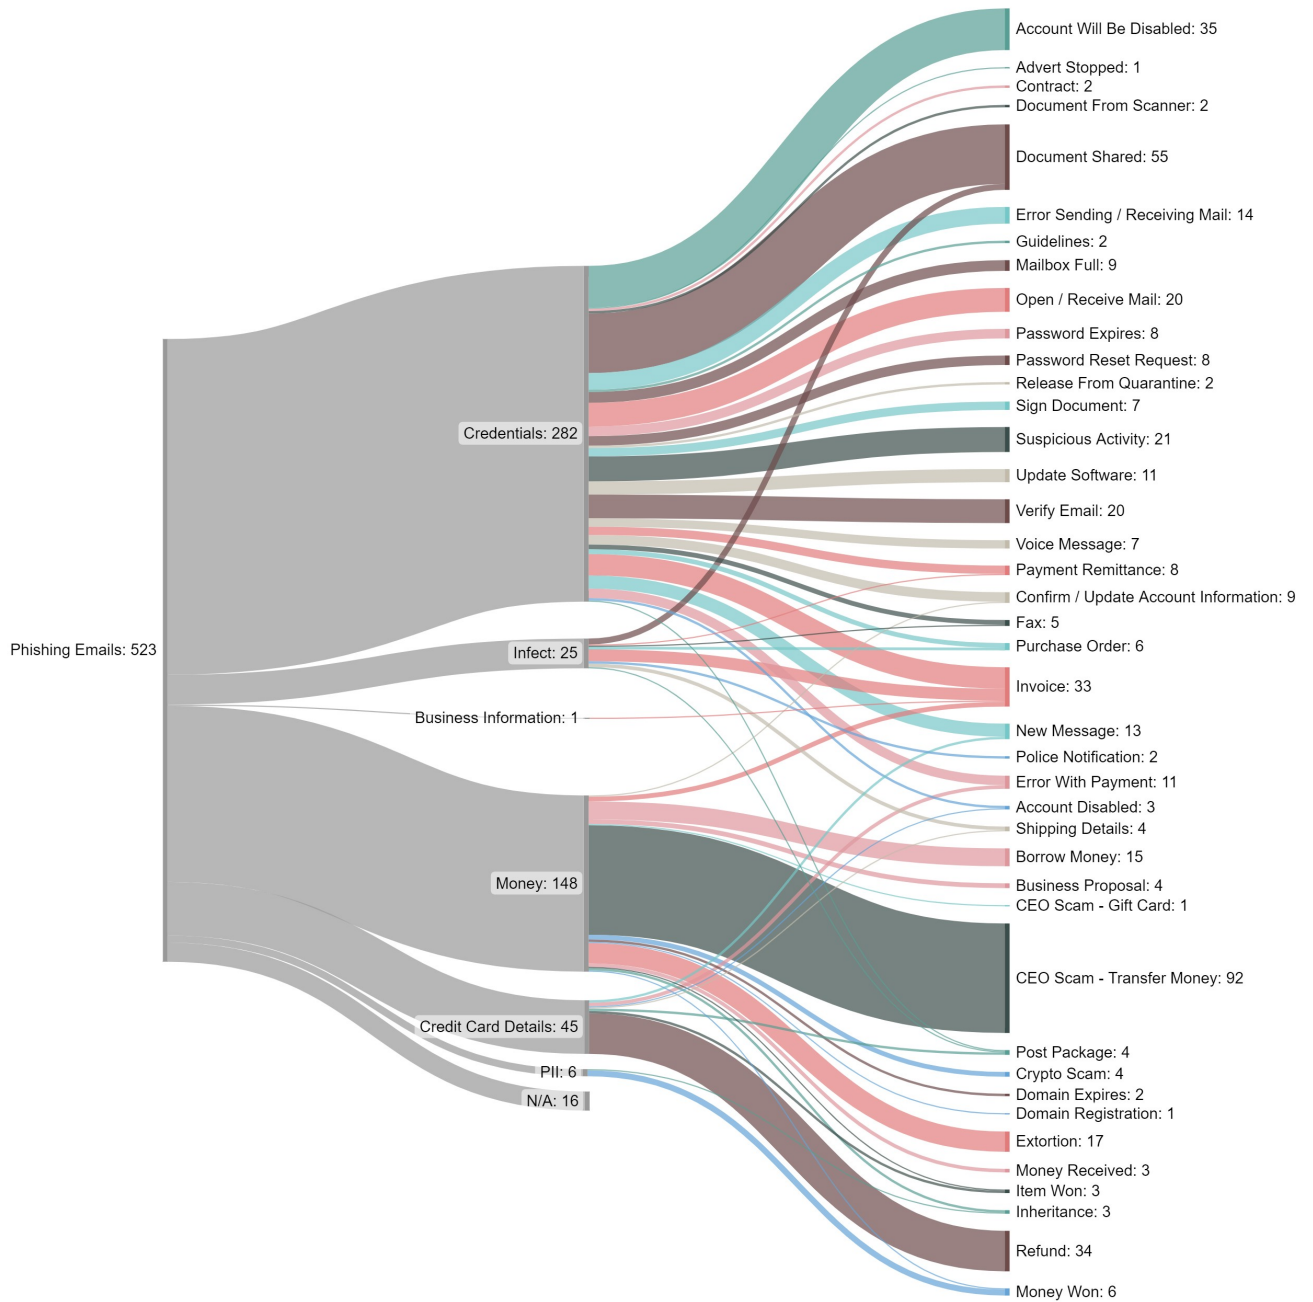 Phishing Emails: 523
Credentials: 282
Infect: 25
Business Information: 1
Money: 148
Credit Card Details: 45
PII: 6
N/A: 16
Account Will Be Disabled: 35
Advert Stopped: 1
Contract: 2
Document From Scanner: 2
Document Shared: 55
Error Sending / Receiving Mail: 14
Guidelines: 2
Mailbox Full: 9
Open / Receive Mail: 20
Password Expires: 8
Password Reset Request: 8
Release From Quarantine: 2
Sign Document: 7
Suspicious Activity: 21
Update Software: 11
Verify Email: 20
Voice Message: 7
Payment Remittance: 8
Confirm / Update Account Information: 9
Fax: 5
Purchase Order: 6
Invoice: 33
New Message: 13
Police Notification: 2
Error With Payment: 11
Account Disabled: 3
Shipping Details: 4
Borrow Money: 15
Business Proposal: 4
CEO Scam - Gift Card: 1
CEO Scam - Transfer Money: 92
Post Package: 4
Crypto Scam: 4
Domain Expires: 2
Domain Registration: 1
Extortion: 17
Money Received: 3
Item Won: 3
Inheritance: 3
Refund: 34
Money Won: 6